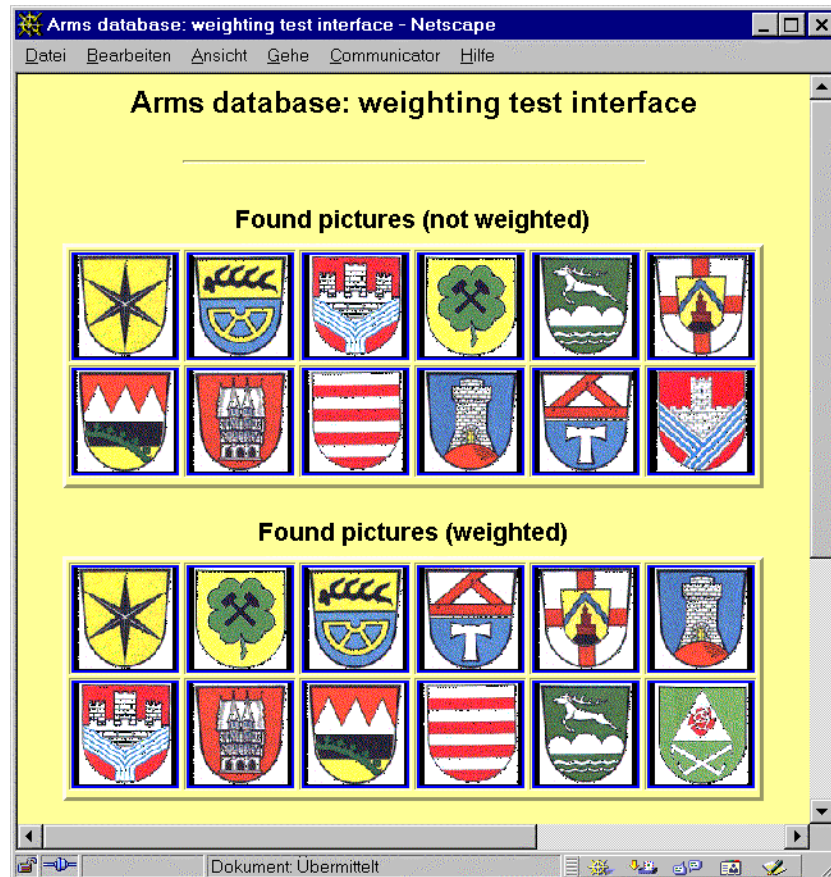 Arms database: weighting test interface - Netscape
Datei Bearbeiten Ansicht Gehe Communicator Hilfe
Arms database: weighting test interface
Found pictures (not weighted)
Found pictures (weighted)
Dokument: Übermittelt